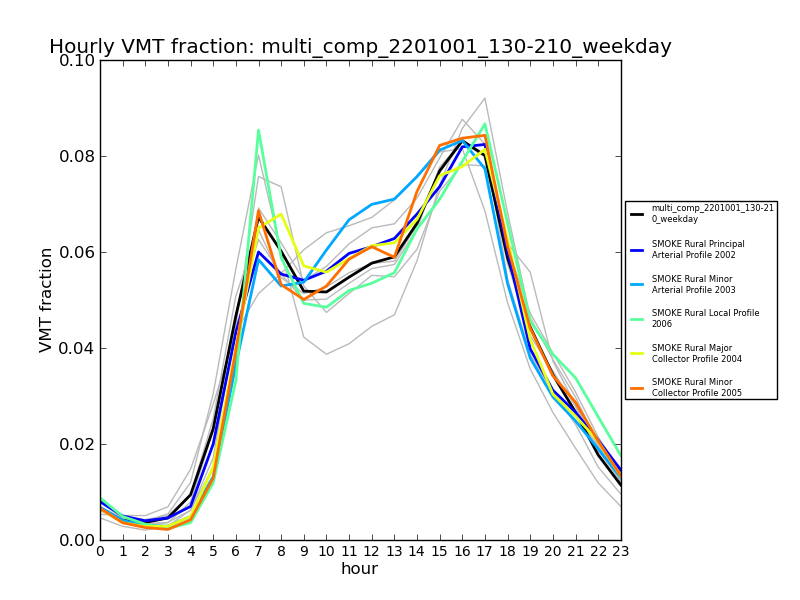 Hourly VMT fraction: multi_comp_2201001_130-210_weekday
0.10
0.08
0.06
0.04
0.02
0.00
VMT fraction
0 1 2 3 4 5 6 7 8 9 10 11 12 13 14 15 16 17 18 19 20 21 22 23
hour
multi_comp_2201001_130-21
0_weekday
SMOKE Rural Principal
Arterial Profile 2002
SMOKE Rural Minor
Arterial Profile 2003
SMOKE Rural Local Profile
2006
SMOKE Rural Major
Collector Profile 2004
SMOKE Rural Minor
Collector Profile 2005